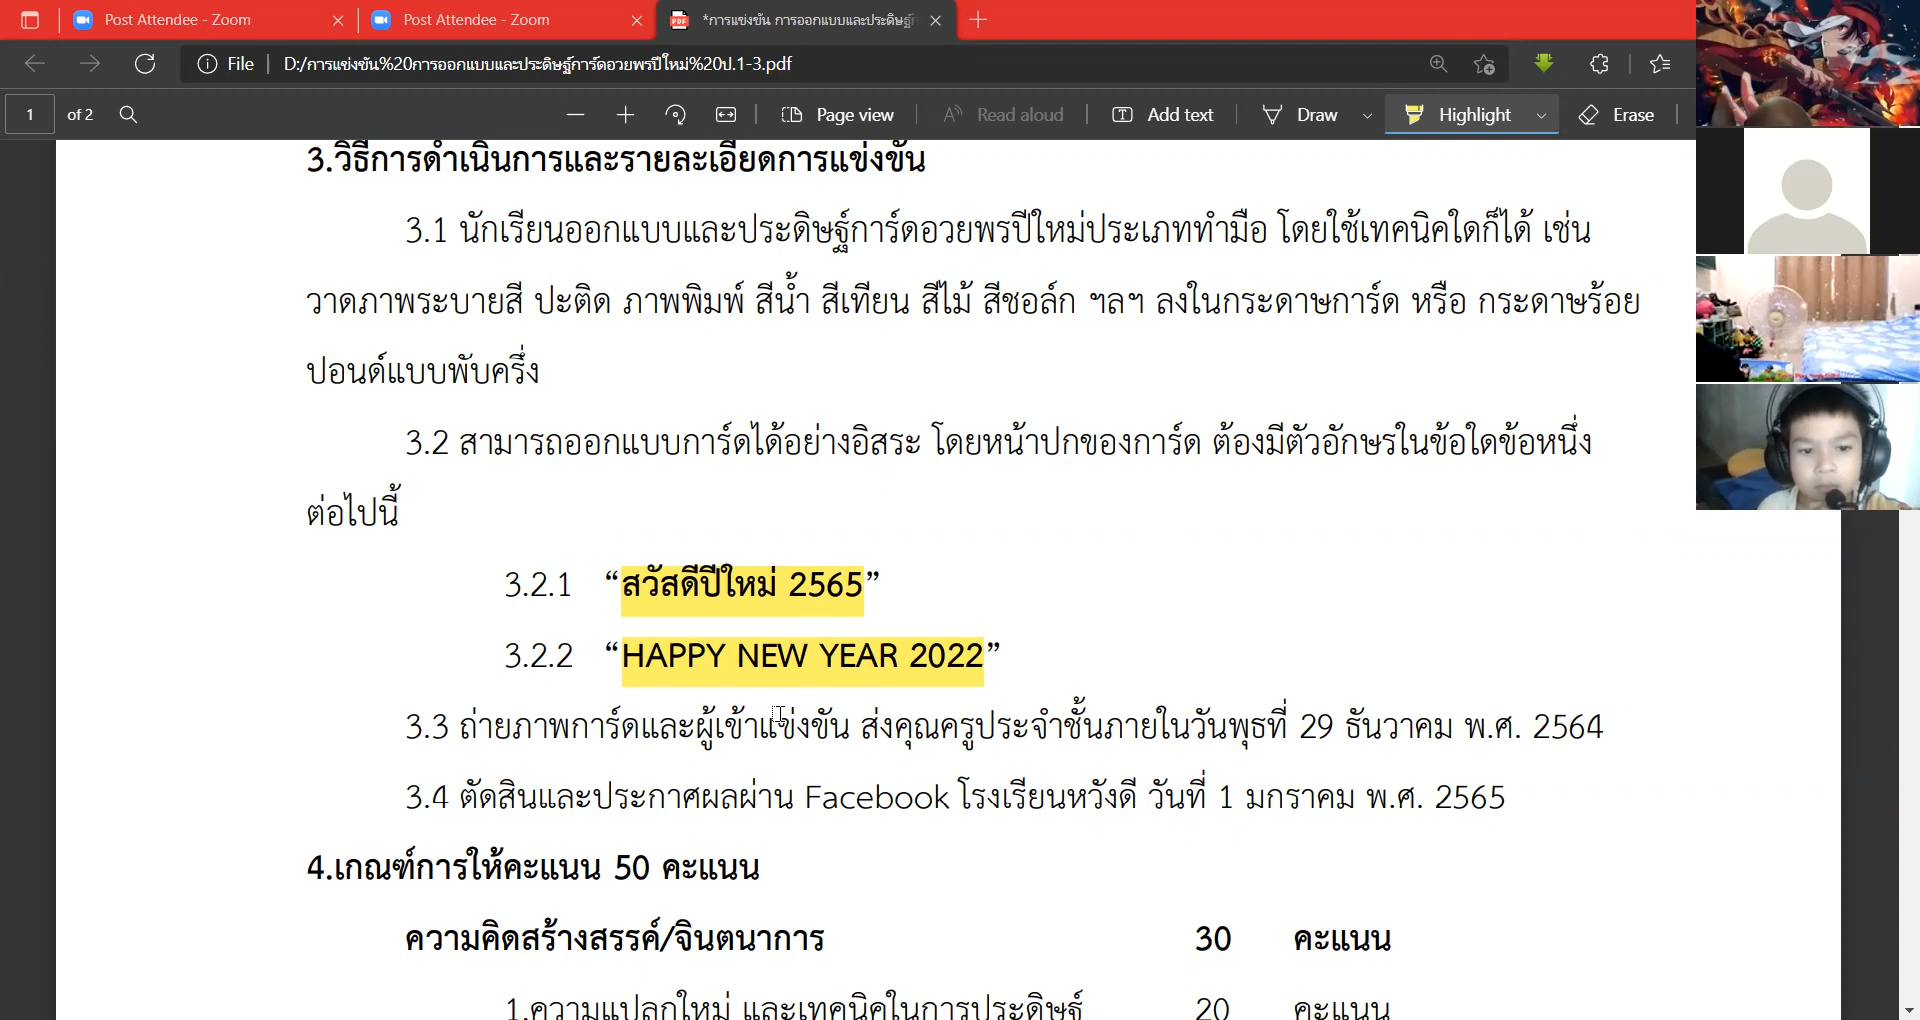 Post Attendee - Zoom
Post Attendee - Zoom
*การแข่งขัน การออกแบบและประดิษฐ์
File
D:/การแข่งขัน%20การออกแบบและประดิษฐ์การ์ดอวยพรปีใหม่%20ป.1-3.pdf
1 of 2
Page view
Read aloud
Add text
Draw
Highlight
Erase
3.วิธีการดำเนินการและรายละเอียดการแข่งขัน
3.1 นักเรียนออกแบบและประดิษฐ์การ์ดอวยพรปีใหม่ประเภททำมือ โดยใช้เทคนิคใดก็ได้ เช่น
วาดภาพระบายสี ปะติด ภาพพิมพ์ สีน้ำ สีเทียน สีไม้ สีชอล์ก ฯลฯ ลงในกระดาษการ์ด หรือ กระดาษร้อย
ปอนด์แบบพับครึ่ง
3.2 สามารถออกแบบการ์ดได้อย่างอิสระ โดยหน้าปกของการ์ด ต้องมีตัวอักษรในข้อใดข้อหนึ่ง
ต่อไปนี้
3.2.1 “สวัสดีปีใหม่ 2565”
3.2.2 “HAPPY NEW YEAR 2022”
3.3 ถ่ายภาพการ์ดและผู้เข้าแข่งขัน ส่งคุณครูประจำชั้นภายในวันพุธที่ 29 ธันวาคม พ.ศ. 2564
3.4 ตัดสินและประกาศผลผ่าน Facebook โรงเรียนหวังดี วันที่ 1 มกราคม พ.ศ. 2565
4.เกณฑ์การให้คะแนน 50 คะแนน
ความคิดสร้างสรรค์/จินตนาการ 30 คะแนน
1.ความแปลกใหม่ และเทคนิคในการประดิษฐ์ 20 คะแนน